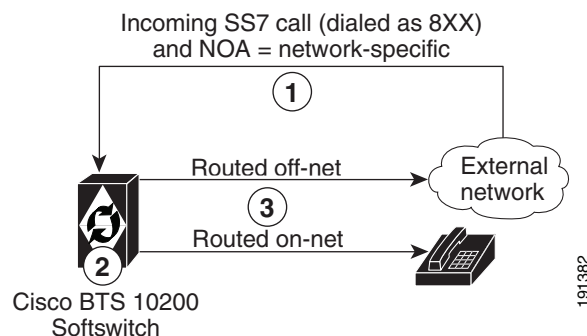 Incoming SS7 call (dialed as 8XX)
and NOA = network-specific
1
Routed off-net
External
network
3
Routed on-net
2
Cisco BTS 10200
Softswitch
191382